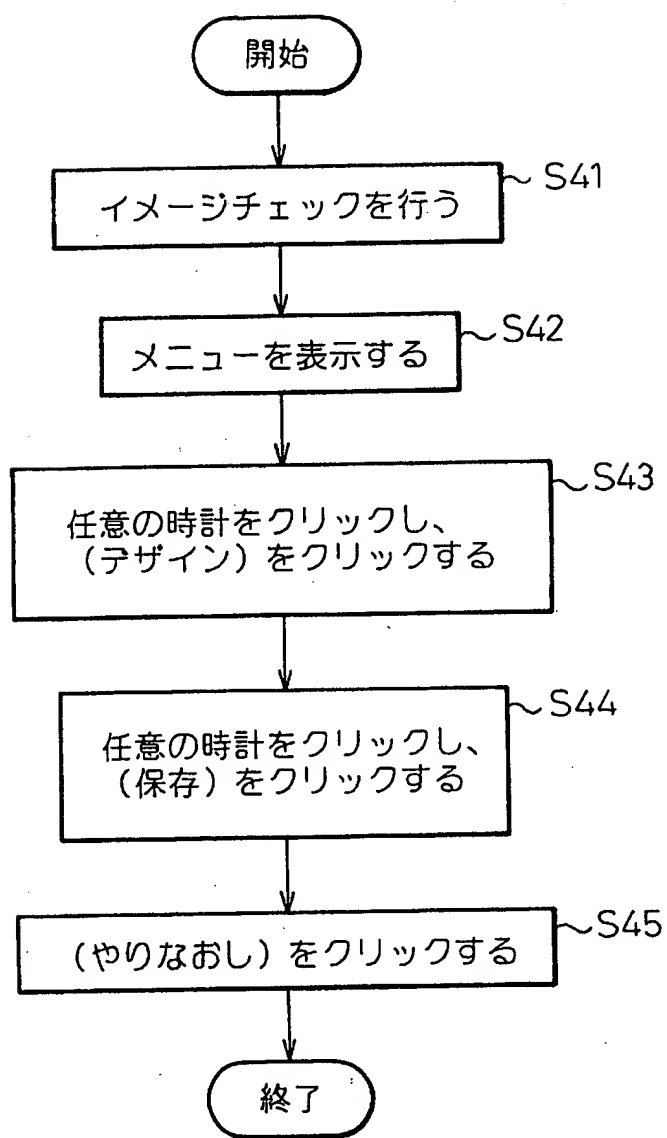 開始
イメージチェックを行う
S41
メニューを表示する
S42
任意の時計をクリックし、
(デザイン)をクリックする
S43
任意の時計をクリックし、
(保存)をクリックする
S44
(やりなおし)をクリックする
S45
終了